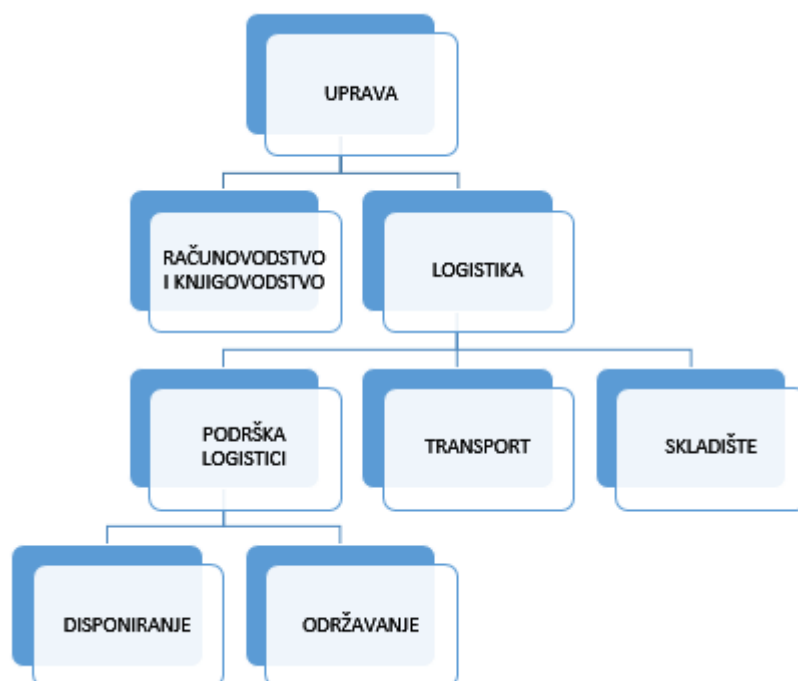 UPRAVA
RAČUNOVODSTVO
I KNJIGOVODSTVO
LOGISTIKA
PODRŠKA
LOGISTICI
TRANSPORT
SKLADIŠTE
DISPONIRANJE
ODRŽAVANJE